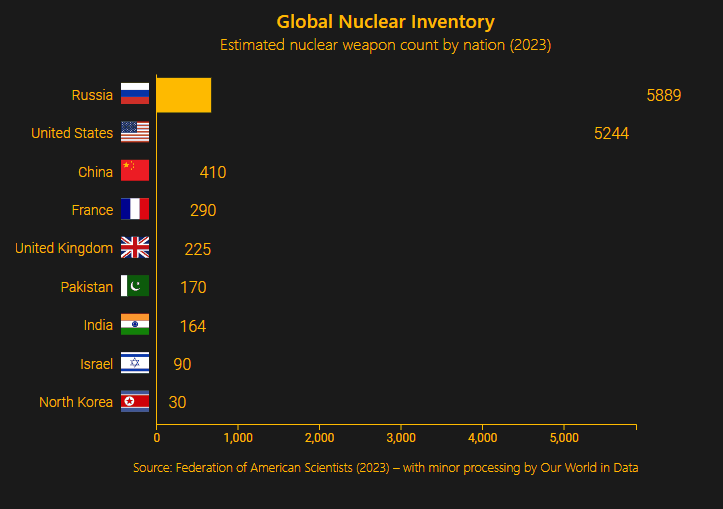 Global Nuclear Inventory
Estimated nuclear weapon count by nation (2023)
Russia 5889
United States 5244
China 410
France 290
United Kingdom 225
Pakistan 170
India 164
Israel 90
North Korea 30
0 1,000 2,000 3,000 4,000 5,000
Source: Federation of American Scientists (2023) – with minor processing by Our World in Data